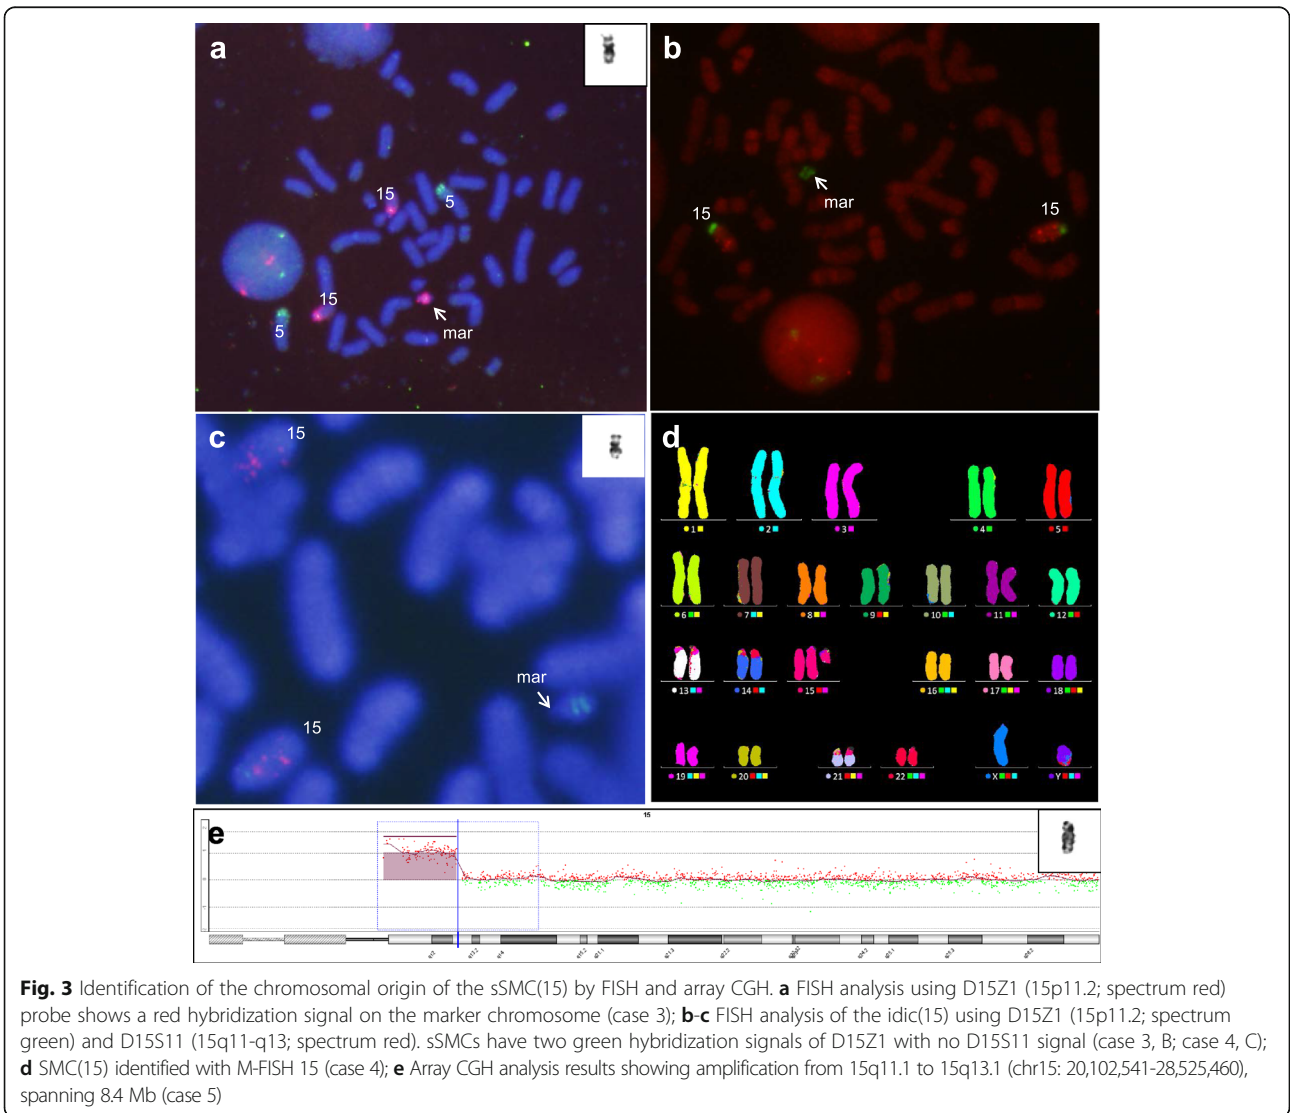 a
15
5
15
5
mar
b
mar
15
15
c
15
mar
15
d
1
2
3
4
5
6
7
8
9
10
11
12
13
14
15
16
17
18
19
20
21
22
X
Y
e
15
Fig. 3 Identification of the chromosomal origin of the sSMC(15) by FISH and array CGH. a FISH analysis using D15Z1 (15p11.2; spectrum red)
probe shows a red hybridization signal on the marker chromosome (case 3); b-c FISH analysis of the idic(15) using D15Z1 (15p11.2; spectrum
green) and D15S11 (15q11-q13; spectrum red). sSMCs have two green hybridization signals of D15Z1 with no D15S11 signal (case 3, B; case 4, C);
d SMC(15) identified with M-FISH 15 (case 4); e Array CGH analysis results showing amplification from 15q11.1 to 15q13.1 (chr15: 20,102,541-28,525,460),
spanning 8.4 Mb (case 5)